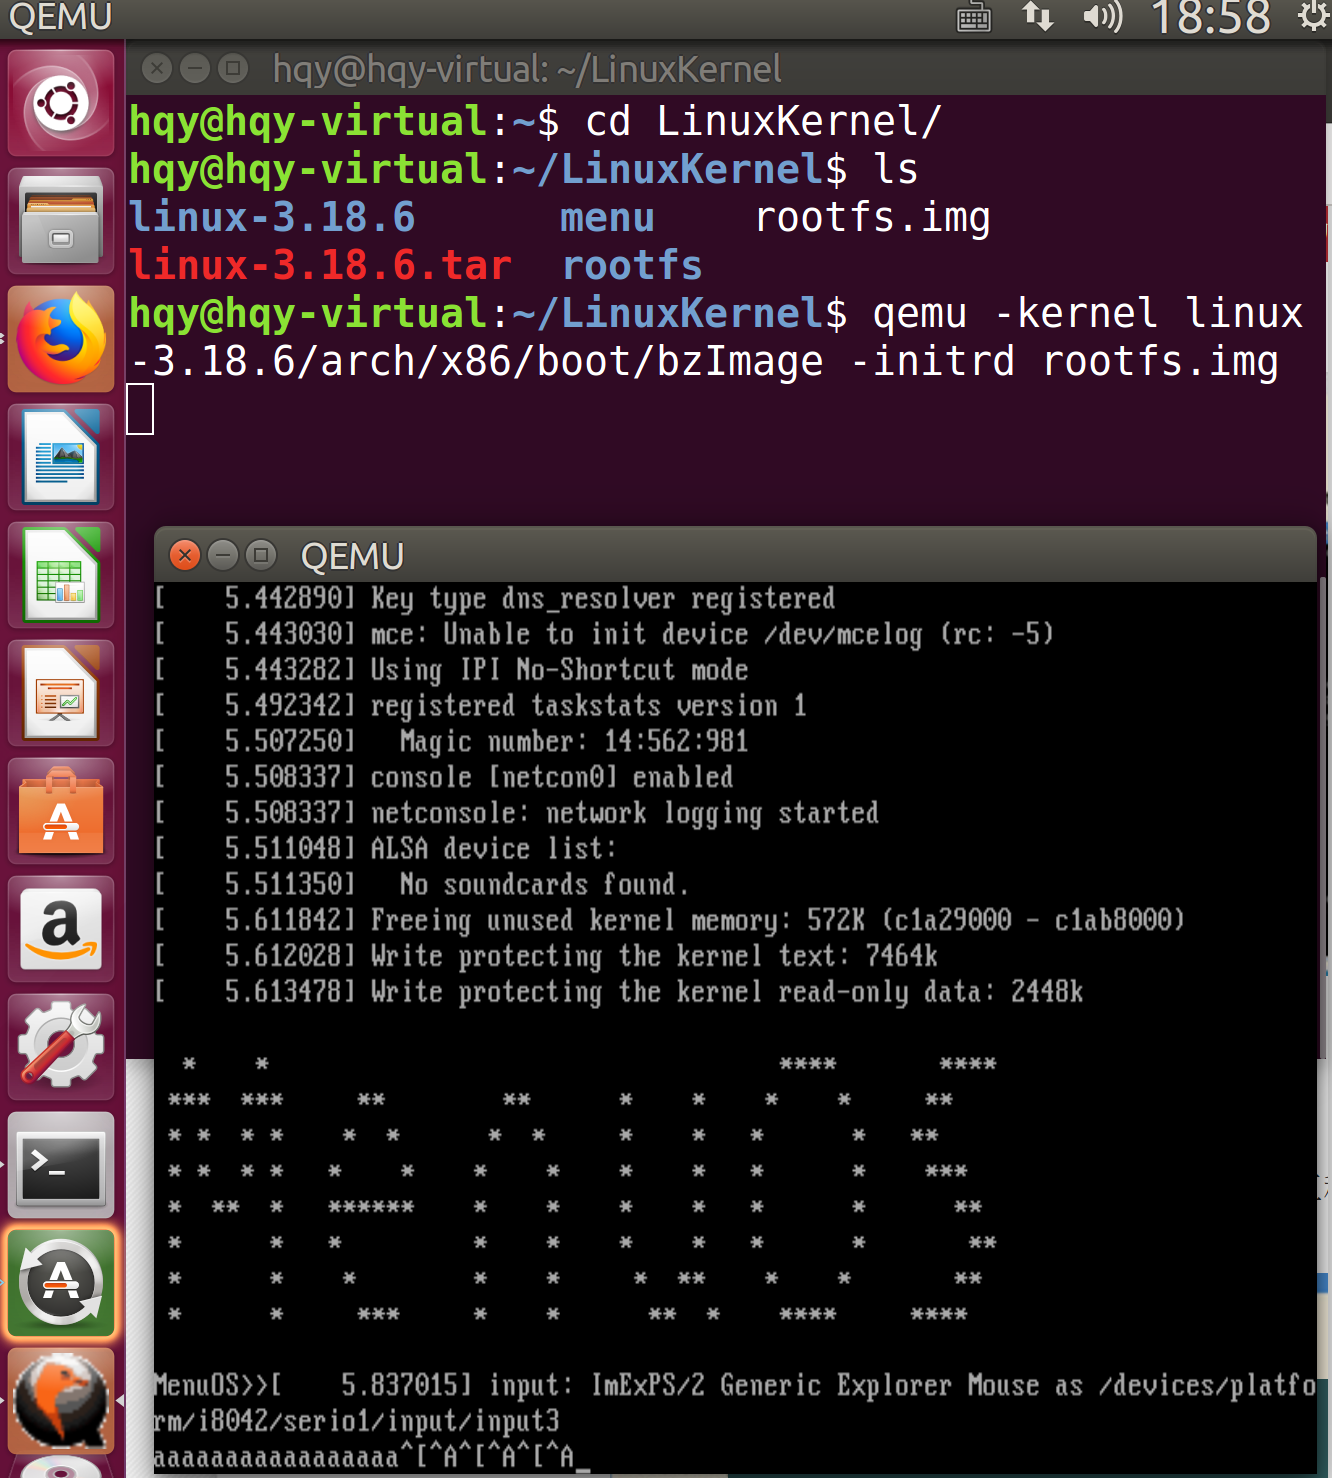 QEMU 18:58
hqy@hqy-virtual: ~/LinuxKernel
hqy@hqy-virtual:~$ cd LinuxKernel/
hqy@hqy-virtual:~/LinuxKernel$ ls
linux-3.18.6 menu rootfs.img
linux-3.18.6.tar rootfs
hqy@hqy-virtual:~/LinuxKernel$ qemu -kernel linux
-3.18.6/arch/x86/boot/bzImage -initrd rootfs.img
QEMU
[    5.442890] Key type dns_resolver registered
[    5.443030] mce: Unable to init device /dev/mcelog (rc: -5)
[    5.443282] Using IPI No-Shortcut mode
[    5.492342] registered taskstats version 1
[    5.507250]   Magic number: 14:562:981
[    5.508337] console [netcon0] enabled
[    5.508337] netconsole: network logging started
[    5.511048] ALSA device list:
[    5.511350]   No soundcards found.
[    5.611842] Freeing unused kernel memory: 572K (c1a29000 - c1ab8000)
[    5.612028] Write protecting the kernel text: 7464k
[    5.613478] Write protecting the kernel read-only data: 2448k
  *    *                                   ****       ****
 ***  ***     **        **      *    *    *    *     **
 * *  * *    *  *      *  *     *    *   *      *   **
 * *  * *   *    *    *    *    *    *   *      *    ***
 *  **  *   ******    *    *    *    *   *      *      **
 *      *   *         *    *    *    *   *      *       **
 *      *    *        *    *     *  **    *    *       **
 *      *     ***     *    *      **  *    ****     ****
MenuOS>>[    5.837015] input: ImExPS/2 Generic Explorer Mouse as /devices/platfo
rm/i8042/serio1/input/input3
aaaaaaaaaaaaaaaaa^[^A^[^A^[^A_